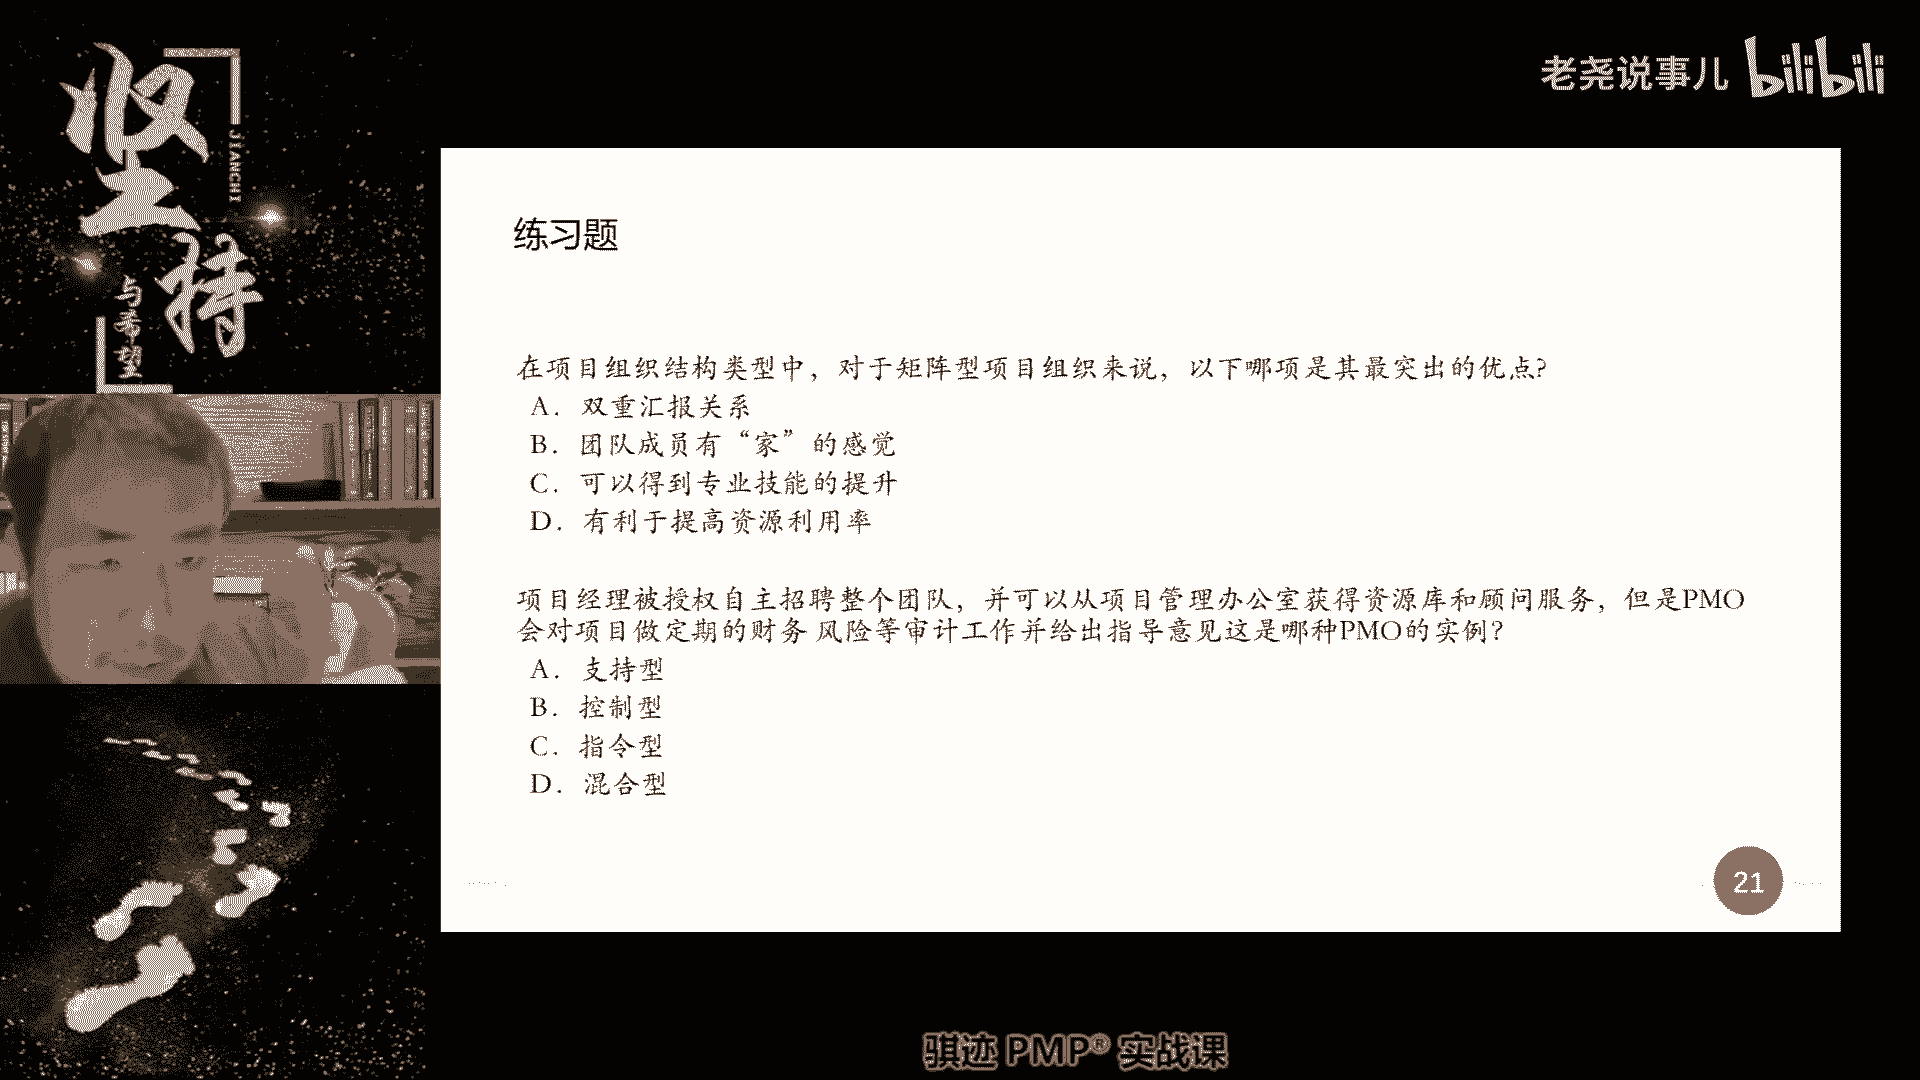 坚持
JIANCHI
与希望
老尧说事儿 bilibili
练习题
在项目组织结构类型中，对于矩阵型项目组织来说，以下哪项是其最突出的优点?
A. 双重汇报关系
B. 团队成员有“家”的感觉
C. 可以得到专业技能的提升
D. 有利于提高资源利用率
项目经理被授权自主招聘整个团队，并可以从项目管理办公室获得资源库和顾问服务，但是PMO
会对项目做定期的财务 风险等审计工作并给出指导意见这是哪种PMO的实例?
A. 支持型
B. 控制型
C. 指令型
D. 混合型
21
骐迹 PMP® 实战课